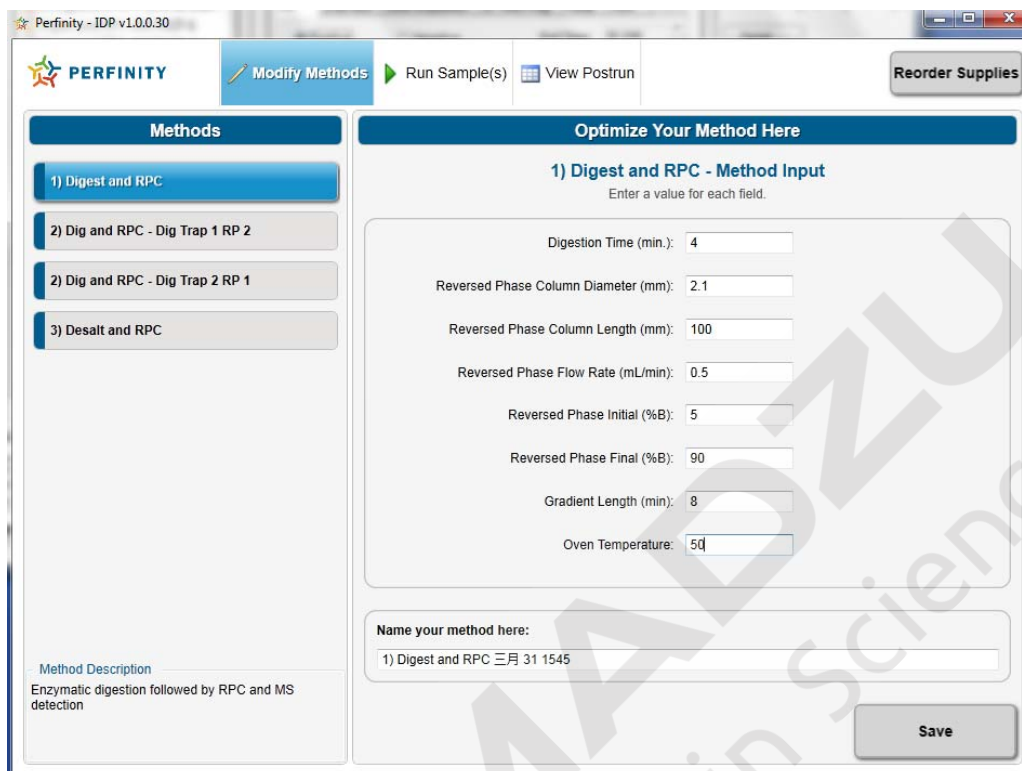 Perfinity - IDP v1.0.0.30
PERFINITY
Modify Methods
Run Sample(s)
View Postrun
Reorder Supplies
Methods
1) Digest and RPC
2) Dig and RPC - Dig Trap 1 RP 2
2) Dig and RPC - Dig Trap 2 RP 1
3) Desalt and RPC
Method Description
Enzymatic digestion followed by RPC and MS
detection
Optimize Your Method Here
1) Digest and RPC - Method Input
Enter a value for each field.
Digestion Time (min.): 4
Reversed Phase Column Diameter (mm): 2.1
Reversed Phase Column Length (mm): 100
Reversed Phase Flow Rate (mL/min): 0.5
Reversed Phase Initial (%B): 5
Reversed Phase Final (%B): 90
Gradient Length (min): 8
Oven Temperature: 50
Name your method here:
1) Digest and RPC 三月 31 1545
Save